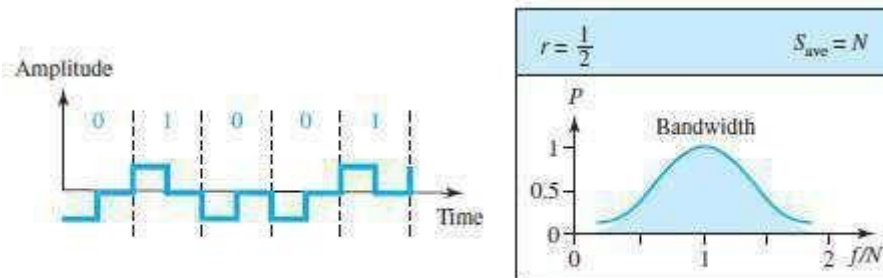 Amplitude
0 1 0 0 1
Time
r = 1/2
S_ave = N
P
Bandwidth
1
0.5
0
0 1 2 f/N